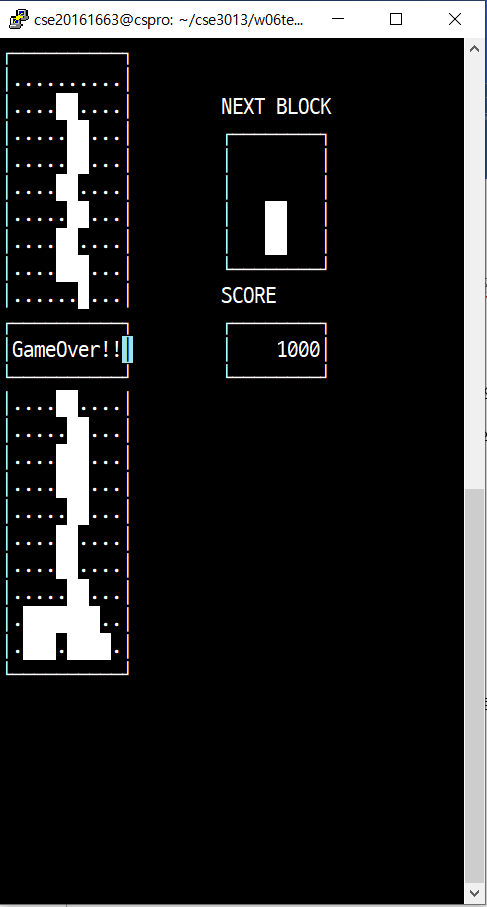 cse20161663@cspro: ~/cse3013/w06te...
NEXT BLOCK
SCORE
GameOver!!
1000